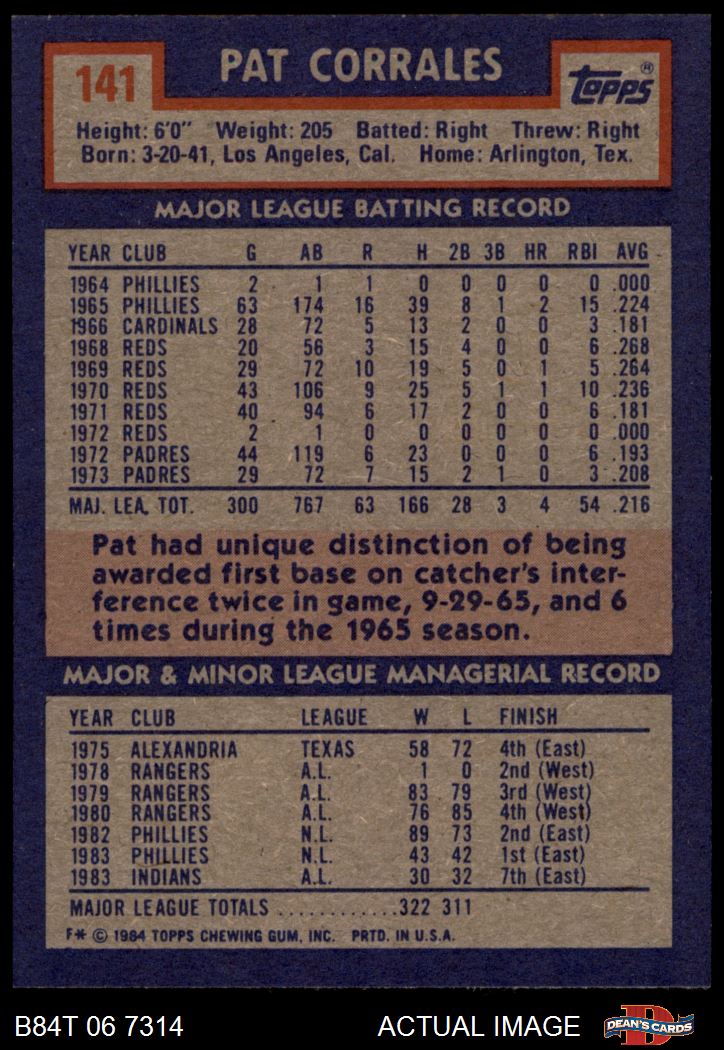 141
PAT CORRALES
Topps®
Height: 6'0" Weight: 205 Batted: Right Threw: Right
Born: 3-20-41, Los Angeles, Cal. Home: Arlington, Tex.
MAJOR LEAGUE BATTING RECORD
YEAR CLUB G AB R H 2B 3B HR RBI AVG
1964 PHILLIES 2 1 1 0 0 0 0 0 .000
1965 PHILLIES 63 174 16 39 8 1 2 15 .224
1966 CARDINALS 28 72 5 13 2 0 0 3 .181
1968 REDS 20 56 3 15 4 0 0 6 .268
1969 REDS 29 72 10 19 5 0 1 5 .264
1970 REDS 43 106 9 25 5 1 1 10 .236
1971 REDS 40 94 6 17 2 0 0 6 .181
1972 REDS 2 1 0 0 0 0 0 0 .000
1972 PADRES 44 119 6 23 0 0 0 6 .193
1973 PADRES 29 72 7 15 2 1 0 3 .208
MAJ. LEA. TOT. 300 767 63 166 28 3 4 54 .216
Pat had unique distinction of being
awarded first base on catcher's inter-
ference twice in game, 9-29-65, and 6
times during the 1965 season.
MAJOR & MINOR LEAGUE MANAGERIAL RECORD
YEAR CLUB LEAGUE W L FINISH
1975 ALEXANDRIA TEXAS 58 72 4th (East)
1978 RANGERS A.L. 1 0 2nd (West)
1979 RANGERS A.L. 83 79 3rd (West)
1980 RANGERS A.L. 76 85 4th (West)
1982 PHILLIES N.L. 89 73 2nd (East)
1983 PHILLIES N.L. 43 42 1st (East)
1983 INDIANS A.L. 30 32 7th (East)
MAJOR LEAGUE TOTALS ............322 311
F* © 1984 TOPPS CHEWING GUM, INC. PRTD. IN U.S.A.
B84T 06 7314 ACTUAL IMAGE
D
DEAN'S CARDS